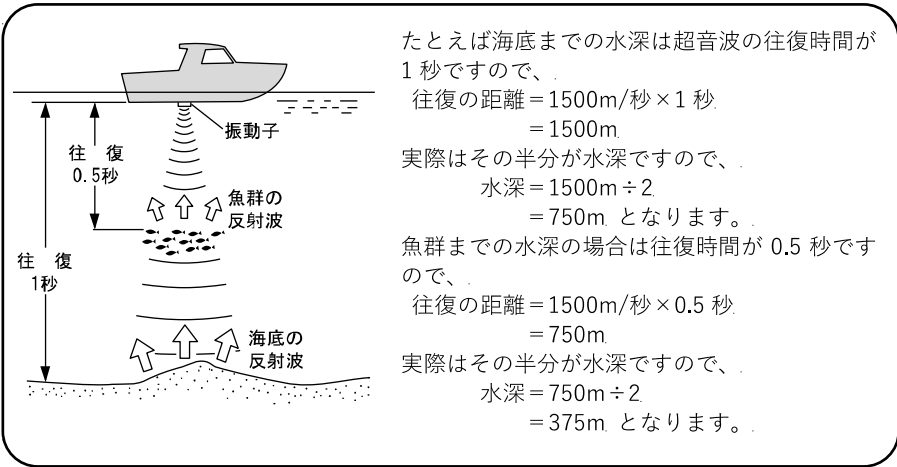 往 復
0.5秒
往 復
1秒
振動子
魚群の
反射波
海底の
反射波
たとえば海底までの水深は超音波の往復時間が
1 秒ですので、
往復の距離＝1500m/秒×1 秒
＝1500m
実際はその半分が水深ですので、
水深＝1500m÷2
＝750m となります。
魚群までの水深の場合は往復時間が 0.5 秒です
ので、
往復の距離＝1500m/秒×0.5 秒
＝750m
実際はその半分が水深ですので、
水深＝750m÷2
＝375m となります。